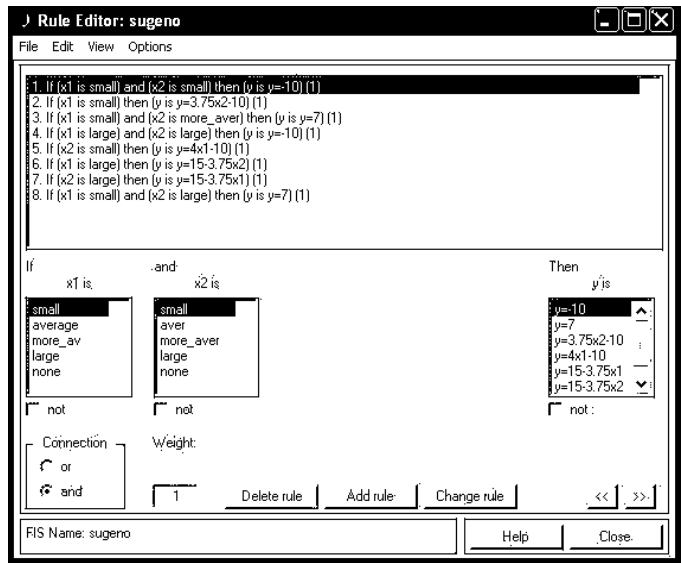 Rule Editor: sugeno
File Edit View Options
1. If (x1 is small) and (x2 is small) then (y is y=-10) (1)
2. If (x1 is small) then (y is y=3.75x2-10) (1)
3. If (x1 is small) and (x2 is more_aver) then (y is y=7) (1)
4. If (x1 is large) and (x2 is large) then (y is y=-10) (1)
5. If (x2 is small) then (y is y=4x1-10) (1)
6. If (x1 is large) then (y is y=15-3.75x2) (1)
7. If (x2 is large) then (y is y=15-3.75x1) (1)
8. If (x1 is small) and (x2 is large) then (y is y=7) (1)
If and Then
x1 is x2 is y is
small small y=-10
average aver y=7
more_av more_aver y=3.75x2-10
large large y=4x1-10
none none y=15-3.75x1
y=15-3.75x2
not not not
Connection Weight:
or
and 1 Delete rule Add rule Change rule << >>
FIS Name: sugeno Help Close